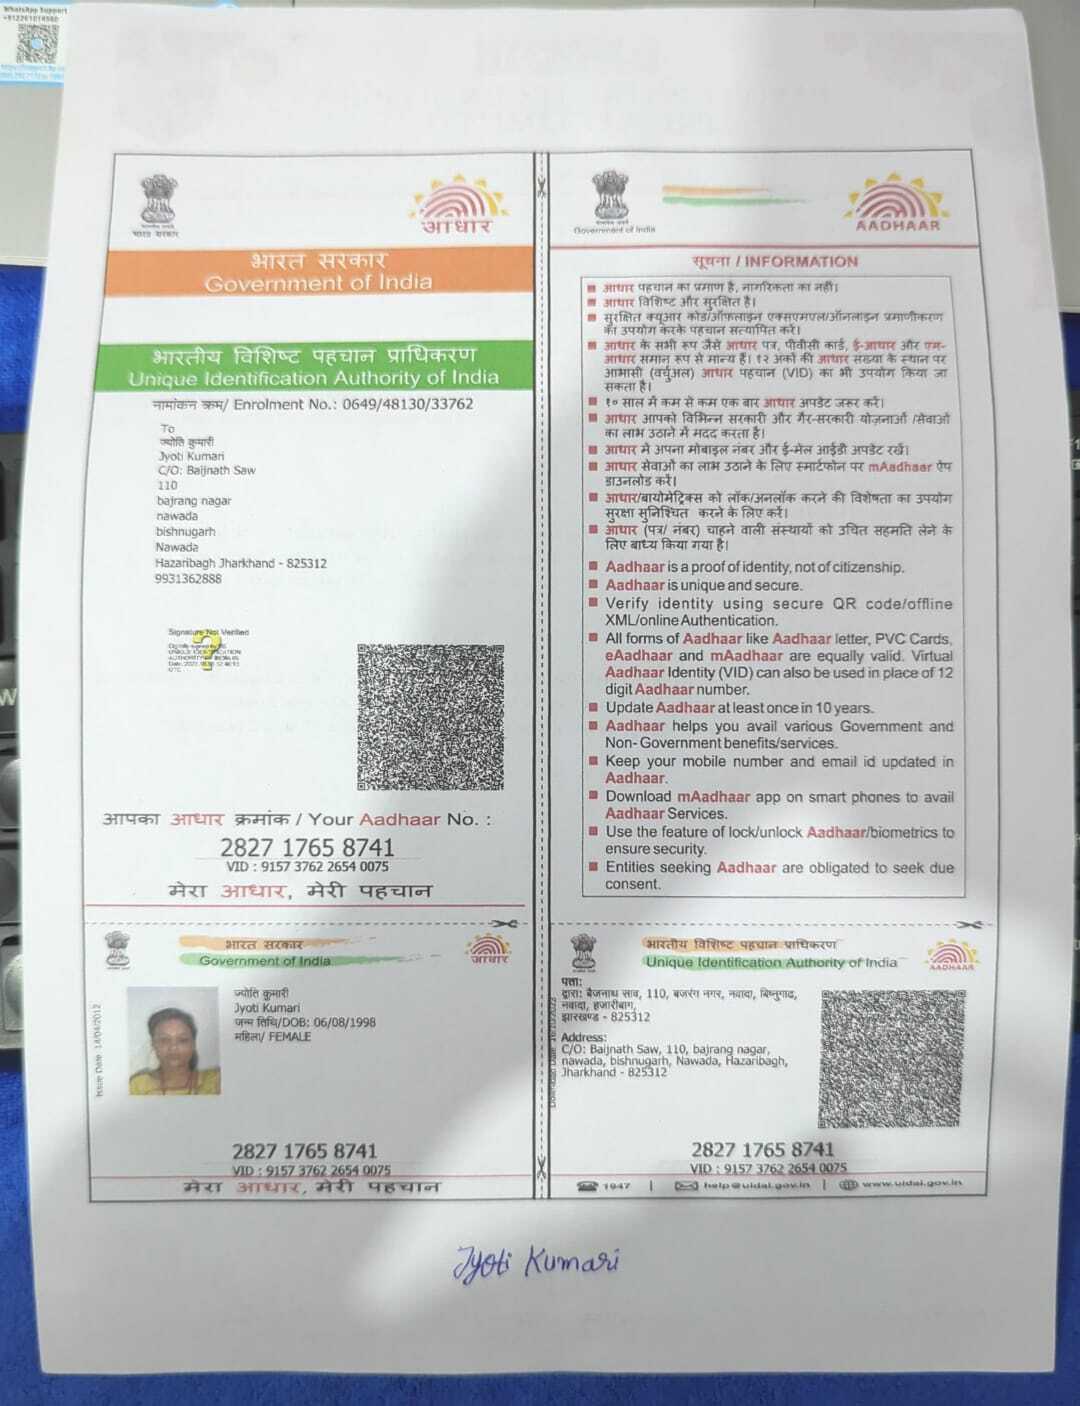 WhatsApp Support
भारत सरकार
आधार
भारत सरकार
Government of India
भारतीय विशिष्ट पहचान प्राधिकरण
Unique Identification Authority of India
नामांकन क्रम/ Enrolment No.: 0649/48130/33762
To
ज्योति कुमारी
Jyoti Kumari
C/O: Baijnath Saw
110
bajrang nagar
nawada
bishnugarh
Nawada
Hazaribagh Jharkhand - 825312
9931362888
Signature Not Verified
आपका आधार क्रमांक / Your Aadhaar No. :
2827 1765 8741
VID : 9157 3762 2654 0075
मेरा आधार, मेरी पहचान
Government of India
AADHAAR
सूचना / INFORMATION
आधार पहचान का प्रमाण है, नागरिकता का नहीं।
आधार विशिष्ट और सुरक्षित है।
सुरक्षित क्यूआर कोड/ऑफलाइन एक्सएमएल/ऑनलाइन प्रमाणीकरण
का उपयोग करके पहचान सत्यापित करें।
आधार के सभी रूप जैसे आधार पत्र, पीवीसी कार्ड, ई-आधार और एम-
आधार समान रूप से मान्य हैं। १२ अंकों की आधार संख्या के स्थान पर
आभासी (वर्चुअल) आधार पहचान (VID) का भी उपयोग किया जा
सकता है।
१० साल में कम से कम एक बार आधार अपडेट जरूर करें।
आधार आपको विभिन्न सरकारी और गैर-सरकारी योजनाओं /सेवाओं
का लाभ उठाने में मदद करता है।
आधार में अपना मोबाइल नंबर और ई-मेल आईडी अपडेट रखें।
आधार सेवाओं का लाभ उठाने के लिए स्मार्टफोन पर mAadhaar ऐप
डाउनलोड करें।
आधार/बायोमेट्रिक्स को लॉक/अनलॉक करने की विशेषता का उपयोग
सुरक्षा सुनिश्चित करने के लिए करें।
आधार (पत्र/ नंबर) चाहने वाली संस्थायों को उचित सहमति लेने के
लिए बाध्य किया गया है।
Aadhaar is a proof of identity, not of citizenship.
Aadhaar is unique and secure.
Verify identity using secure QR code/offline
XML/online Authentication.
All forms of Aadhaar like Aadhaar letter, PVC Cards,
eAadhaar and mAadhaar are equally valid. Virtual
Aadhaar Identity (VID) can also be used in place of 12
digit Aadhaar number.
Update Aadhaar at least once in 10 years.
Aadhaar helps you avail various Government and
Non- Government benefits/services.
Keep your mobile number and email id updated in
Aadhaar.
Download mAadhaar app on smart phones to avail
Aadhaar Services.
Use the feature of lock/unlock Aadhaar/biometrics to
ensure security.
Entities seeking Aadhaar are obligated to seek due
consent.
भारत सरकार
Government of India
आधार
Issue Date: 14/04/2012
ज्योति कुमारी
Jyoti Kumari
जन्म तिथि/DOB: 06/08/1998
महिला/ FEMALE
2827 1765 8741
VID : 9157 3762 2654 0075
मेरा आधार, मेरी पहचान
भारतीय विशिष्ट पहचान प्राधिकरण
Unique Identification Authority of India
AADHAAR
पता:
द्वारा: बैजनाथ साव, 110, बजरंग नगर, नवादा, बिष्नुगाढ,
नवादा, हजारीबाग,
झारखण्ड - 825312
Address:
C/O: Baijnath Saw, 110, bajrang nagar,
nawada, bishnugarh, Nawada, Hazaribagh,
Jharkhand - 825312
2827 1765 8741
VID : 9157 3762 2654 0075
1947 | help@uidai.gov.in | www.uidai.gov.in
Jyoti Kumari